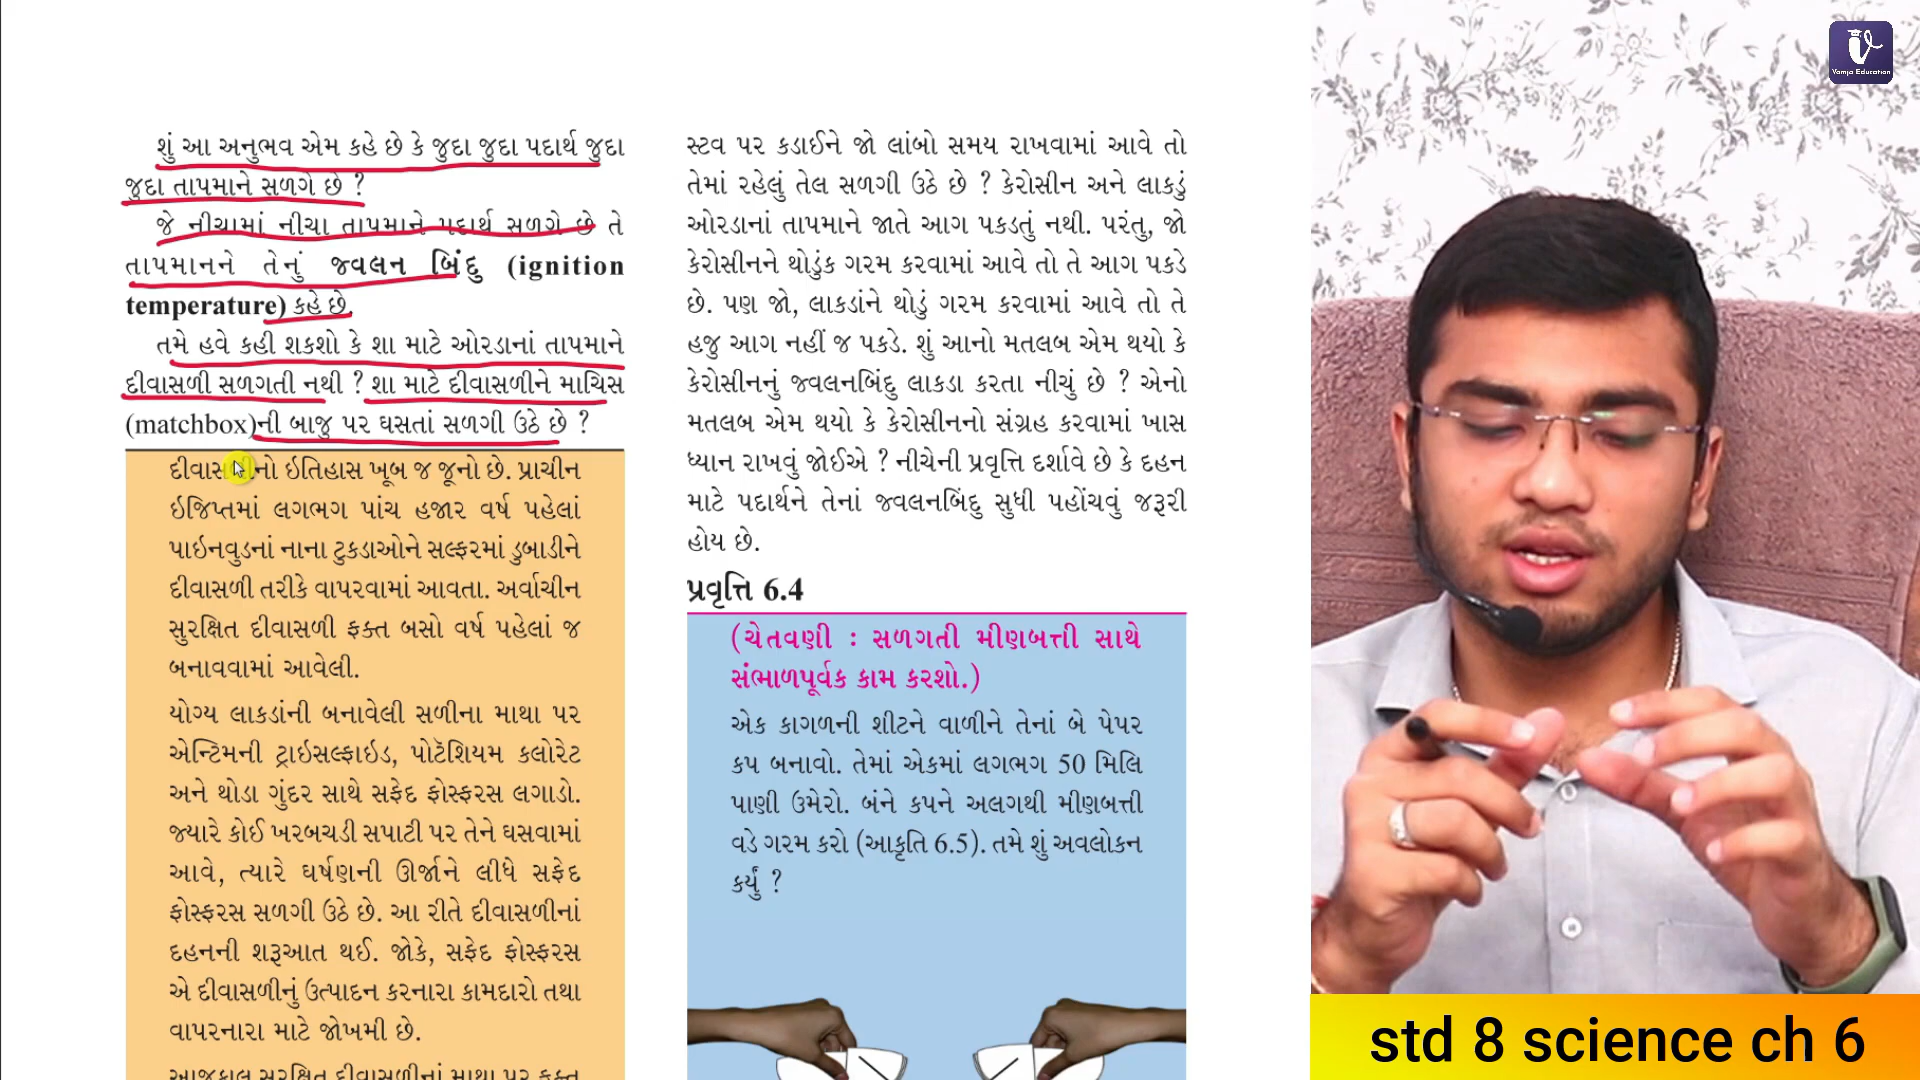 શું આ અનુભવ એમ કહે છે કે જુદા જુદા પદાર્થ જુદા
જુદા તાપમાને સળગે છે ?
જે નીચામાં નીચા તાપમાને પદાર્થ સળગે છે તે
તાપમાનને તેનું જ્વલન બિંદુ (ignition
temperature) કહે છે.
તમે હવે કહી શકશો કે શા માટે ઓરડાનાં તાપમાને
દીવાસળી સળગતી નથી ? શા માટે દીવાસળીને માચિસ
(matchbox)ની બાજુ પર ઘસતાં સળગી ઉઠે છે ?
દીવાસળીનો ઇતિહાસ ખૂબ જ જૂનો છે. પ્રાચીન
ઇજિપ્તમાં લગભગ પાંચ હજાર વર્ષ પહેલાં
પાઇનવુડનાં નાના ટુકડાઓને સલ્ફરમાં ડુબાડીને
દીવાસળી તરીકે વાપરવામાં આવતા. અર્વાચીન
સુરક્ષિત દીવાસળી ફક્ત બસો વર્ષ પહેલાં જ
બનાવવામાં આવેલી.
યોગ્ય લાકડાંની બનાવેલી સળીના માથા પર
એન્ટિમની ટ્રાઇસલ્ફાઇડ, પોટૅશિયમ ક્લોરેટ
અને થોડા ગુંદર સાથે સફેદ ફોસ્ફરસ લગાડો.
જ્યારે કોઈ ખરબચડી સપાટી પર તેને ઘસવામાં
આવે, ત્યારે ઘર્ષણની ઊર્જાને લીધે સફેદ
ફોસ્ફરસ સળગી ઉઠે છે. આ રીતે દીવાસળીનાં
દહનની શરૂઆત થઈ. જોકે, સફેદ ફોસ્ફરસ
એ દીવાસળીનું ઉત્પાદન કરનારા કામદારો તથા
વાપરનારા માટે જોખમી છે.
આજકાલ સુરક્ષિત દીવાસળીનાં માથા પર ફક્ત
સ્ટવ પર કડાઈને જો લાંબો સમય રાખવામાં આવે તો
તેમાં રહેલું તેલ સળગી ઉઠે છે ? કેરોસીન અને લાકડું
ઓરડાનાં તાપમાને જાતે આગ પકડતું નથી. પરંતુ, જો
કેરોસીનને થોડુંક ગરમ કરવામાં આવે તો તે આગ પકડે
છે. પણ જો, લાકડાંને થોડું ગરમ કરવામાં આવે તો તે
હજુ આગ નહીં જ પકડે. શું આનો મતલબ એમ થયો કે
કેરોસીનનું જ્વલનબિંદુ લાકડા કરતા નીચું છે ? એનો
મતલબ એમ થયો કે કેરોસીનનો સંગ્રહ કરવામાં ખાસ
ધ્યાન રાખવું જોઈએ ? નીચેની પ્રવૃત્તિ દર્શાવે છે કે દહન
માટે પદાર્થને તેનાં જ્વલનબિંદુ સુધી પહોંચવું જરૂરી
હોય છે.
પ્રવૃત્તિ 6.4
(ચેતવણી : સળગતી મીણબત્તી સાથે
સંભાળપૂર્વક કામ કરશો.)
એક કાગળની શીટને વાળીને તેનાં બે પેપર
કપ બનાવો. તેમાં એકમાં લગભગ 50 મિલિ
પાણી ઉમેરો. બંને કપને અલગથી મીણબત્તી
વડે ગરમ કરો (આકૃતિ 6.5). તમે શું અવલોકન
કર્યું ?
Vamja Education
std 8 science ch 6